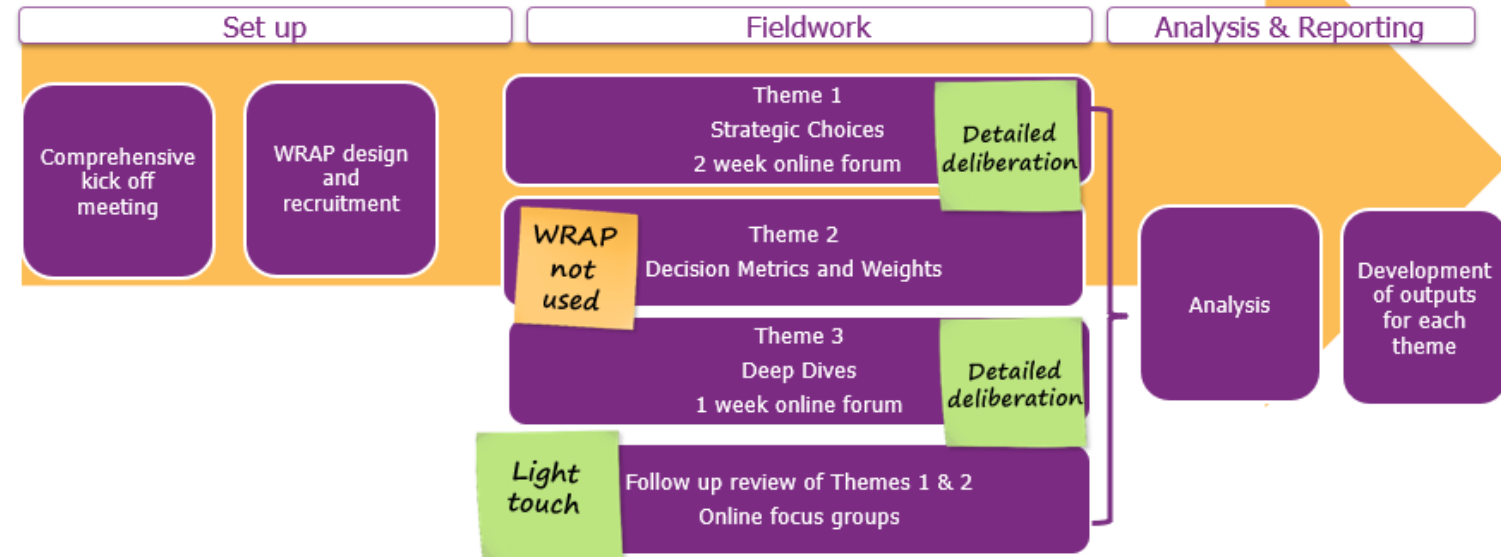 Set up
Fieldwork
Analysis & Reporting
Comprehensive
kick off
meeting
WRAP design
and
recruitment
Theme 1
Strategic Choices
2 week online forum
Detailed
deliberation
WRAP
not
used
Theme 2
Decision Metrics and Weights
Theme 3
Deep Dives
1 week online forum
Detailed
deliberation
Light
touch
Follow up review of Themes 1 & 2
Online focus groups
Analysis
Development
of outputs
for each
theme